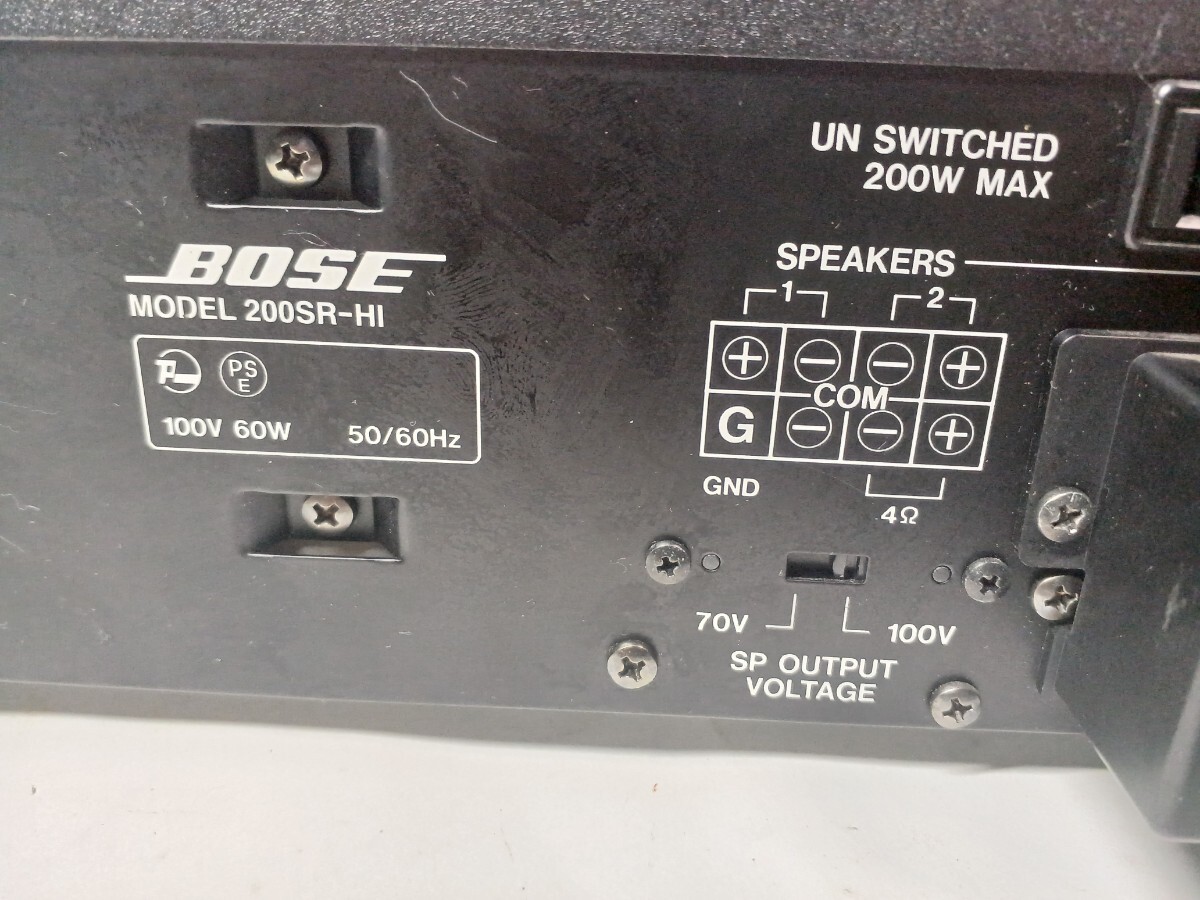 UN SWITCHED
200W MAX
BOSE
MODEL 200SR-HI
PS
E
100V 60W 50/60Hz
SPEAKERS
1 2
+ − − +
COM
G − − +
GND
4Ω
70V 100V
SP OUTPUT
VOLTAGE